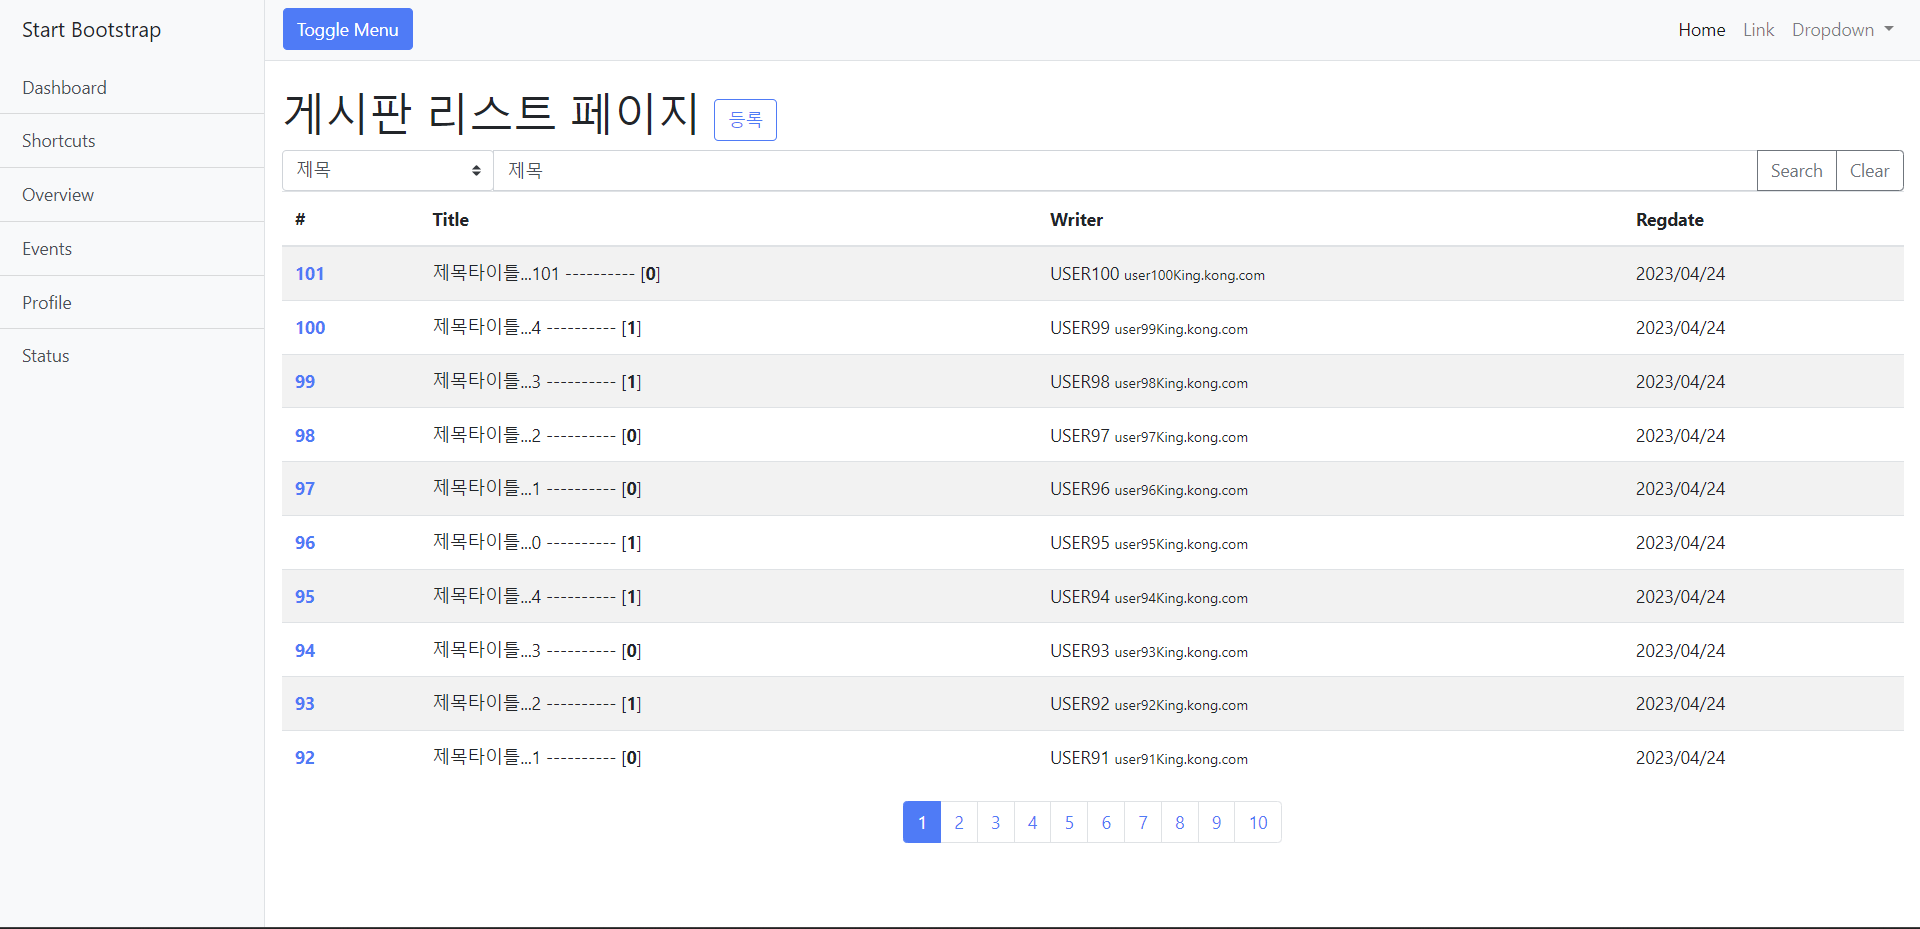 Start Bootstrap
Dashboard
Shortcuts
Overview
Events
Profile
Status
Toggle Menu
Home Link Dropdown
게시판 리스트 페이지 등록
제목 제목 Search Clear
# Title Writer Regdate
101 제목타이틀...101 ---------- [0] USER100 user100King.kong.com 2023/04/24
100 제목타이틀...4 ---------- [1] USER99 user99King.kong.com 2023/04/24
99 제목타이틀...3 ---------- [1] USER98 user98King.kong.com 2023/04/24
98 제목타이틀...2 ---------- [0] USER97 user97King.kong.com 2023/04/24
97 제목타이틀...1 ---------- [0] USER96 user96King.kong.com 2023/04/24
96 제목타이틀...0 ---------- [1] USER95 user95King.kong.com 2023/04/24
95 제목타이틀...4 ---------- [1] USER94 user94King.kong.com 2023/04/24
94 제목타이틀...3 ---------- [0] USER93 user93King.kong.com 2023/04/24
93 제목타이틀...2 ---------- [1] USER92 user92King.kong.com 2023/04/24
92 제목타이틀...1 ---------- [0] USER91 user91King.kong.com 2023/04/24
1 2 3 4 5 6 7 8 9 10